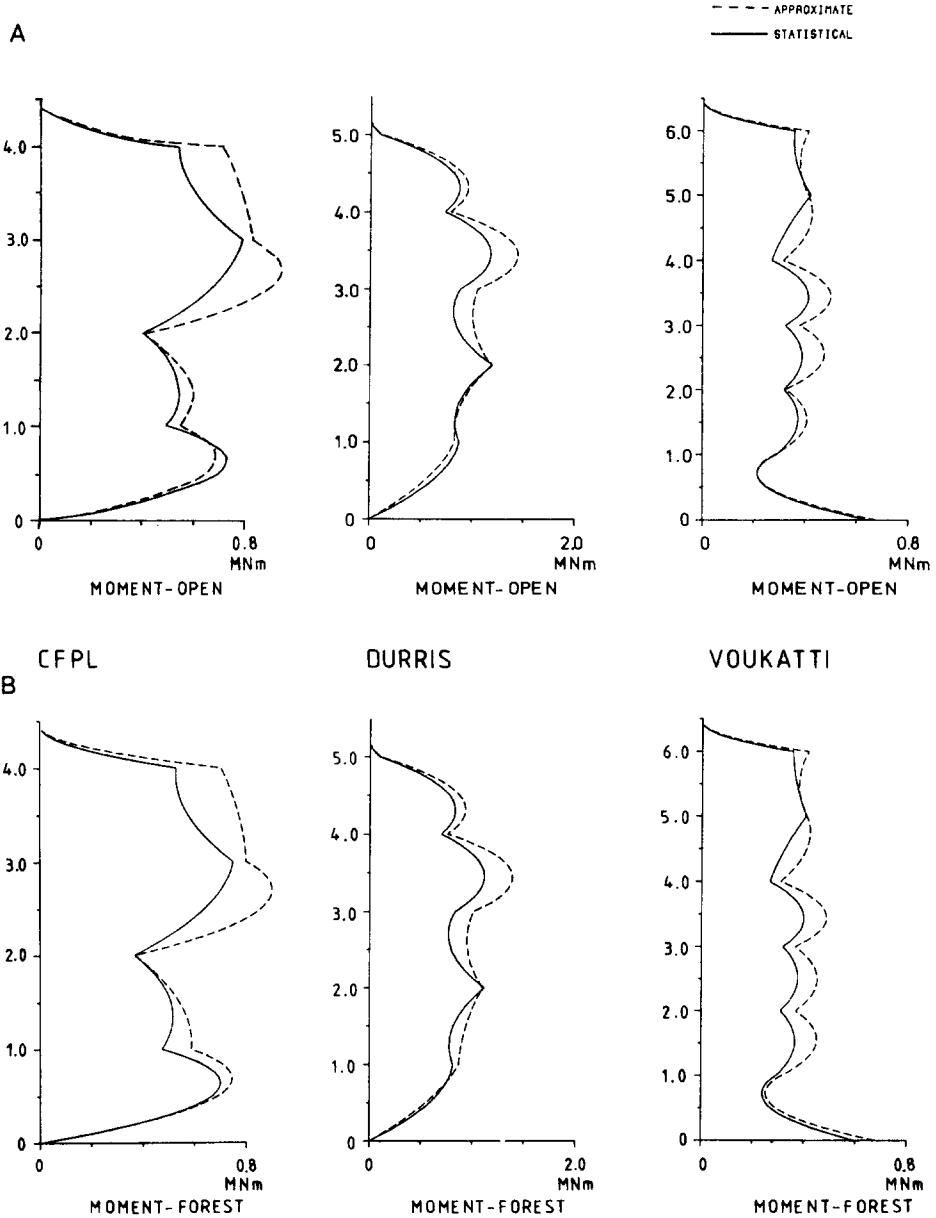 APPROXIMATE
A
STATISTICAL
4.0
3.0
2.0
1.0
0
0
0.8
MNm
MOMENT-OPEN
5.0
4.0
3.0
2.0
1.0
0
0
2.0
MNm
MOMENT-OPEN
6.0
5.0
4.0
3.0
2.0
1.0
0
0
0.8
MNm
MOMENT-OPEN
CFPL
DURRIS
VOUKATTI
B
4.0
3.0
2.0
1.0
0
0
0.8
MNm
MOMENT-FOREST
5.0
4.0
3.0
2.0
1.0
0
0
2.0
MNm
MOMENT-FOREST
6.0
5.0
4.0
3.0
2.0
1.0
0
0
0.8
MNm
MOMENT-FOREST